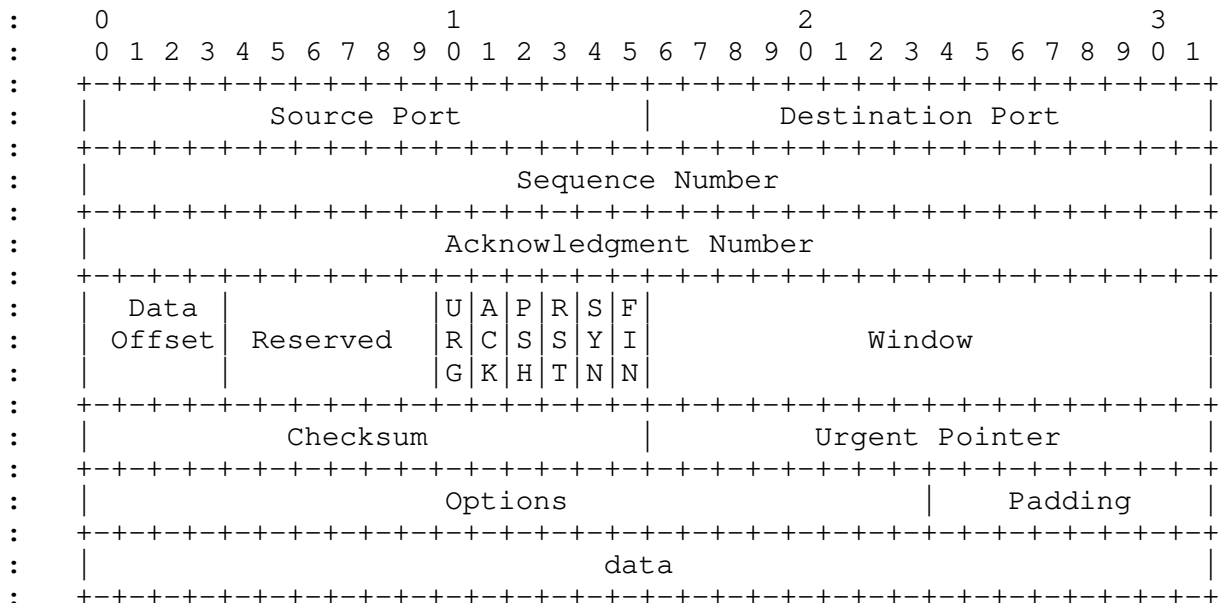 :    0                   1                   2                   3
:    0 1 2 3 4 5 6 7 8 9 0 1 2 3 4 5 6 7 8 9 0 1 2 3 4 5 6 7 8 9 0 1
:   +-+-+-+-+-+-+-+-+-+-+-+-+-+-+-+-+-+-+-+-+-+-+-+-+-+-+-+-+-+-+-+-+
:   |          Source Port          |       Destination Port        |
:   +-+-+-+-+-+-+-+-+-+-+-+-+-+-+-+-+-+-+-+-+-+-+-+-+-+-+-+-+-+-+-+-+
:   |                        Sequence Number                        |
:   +-+-+-+-+-+-+-+-+-+-+-+-+-+-+-+-+-+-+-+-+-+-+-+-+-+-+-+-+-+-+-+-+
:   |                    Acknowledgment Number                      |
:   +-+-+-+-+-+-+-+-+-+-+-+-+-+-+-+-+-+-+-+-+-+-+-+-+-+-+-+-+-+-+-+-+
:   |  Data |           |U|A|P|R|S|F|                               |
:   | Offset| Reserved  |R|C|S|S|Y|I|            Window             |
:   |       |           |G|K|H|T|N|N|                               |
:   +-+-+-+-+-+-+-+-+-+-+-+-+-+-+-+-+-+-+-+-+-+-+-+-+-+-+-+-+-+-+-+-+
:   |           Checksum            |         Urgent Pointer        |
:   +-+-+-+-+-+-+-+-+-+-+-+-+-+-+-+-+-+-+-+-+-+-+-+-+-+-+-+-+-+-+-+-+
:   |                    Options                    |    Padding    |
:   +-+-+-+-+-+-+-+-+-+-+-+-+-+-+-+-+-+-+-+-+-+-+-+-+-+-+-+-+-+-+-+-+
:   |                             data                              |
:   +-+-+-+-+-+-+-+-+-+-+-+-+-+-+-+-+-+-+-+-+-+-+-+-+-+-+-+-+-+-+-+-+